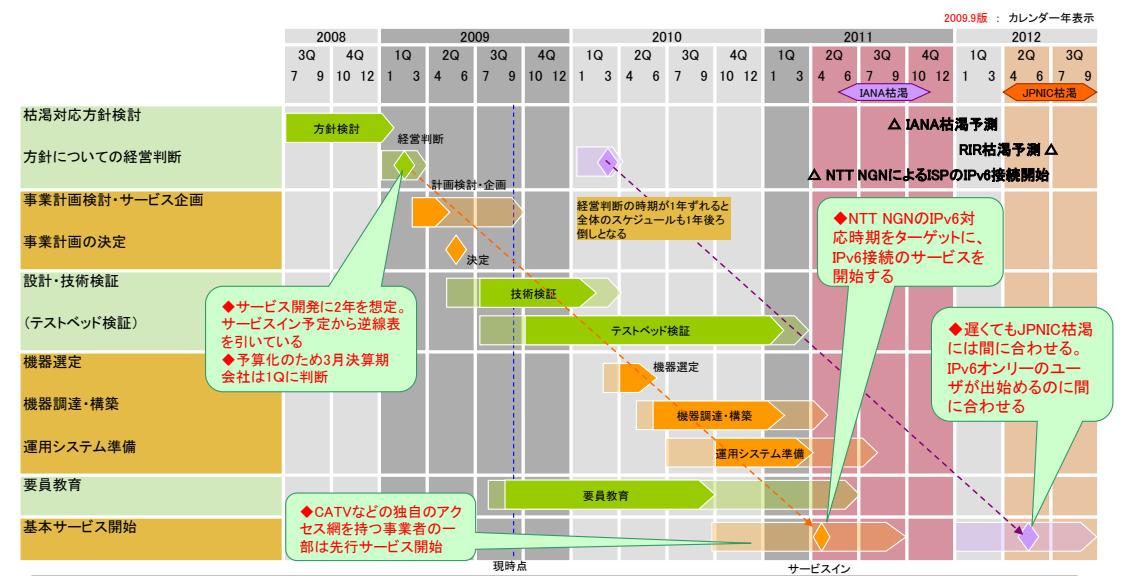 2009.9版 ： カレンダー年表示
2008 2009 2010 2011 2012
3Q 4Q 1Q 2Q 3Q 4Q 1Q 2Q 3Q 4Q 1Q 2Q 3Q 4Q 1Q 2Q 3Q
7 9 10 12 1 3 4 6 7 9 10 12 1 3 4 6 7 9 10 12 1 3 4 6 7 9 10 12 1 3 4 6 7 9
IANA枯渇 JPNIC枯渇
枯渇対応方針検討
方針検討
経営判断
△ IANA枯渇予測
方針についての経営判断
RIR枯渇予測 △
△ NTT NGNによるISPのIPv6接続開始
計画検討・企画
事業計画検討・サービス企画
経営判断の時期が1年ずれると
全体のスケジュールも1年後ろ
倒しとなる
事業計画の決定
決定
◆NTT NGNのIPv6対
応時期をターゲットに、
IPv6接続のサービスを
開始する
設計・技術検証
技術検証
（テストベッド検証）
テストベッド検証
◆サービス開発に2年を想定。
サービスイン予定から逆線表
を引いている
◆予算化のため3月決算期
会社は1Qに判断
◆遅くてもJPNIC枯渇
には間に合わせる。
IPv6オンリーのユー
ザが出始めるのに間
に合わせる
機器選定
機器選定
機器調達・構築
機器調達・構築
運用システム準備
運用システム準備
要員教育
要員教育
◆CATVなどの独自のアク
セス網を持つ事業者の一
部は先行サービス開始
基本サービス開始
現時点
サービスイン